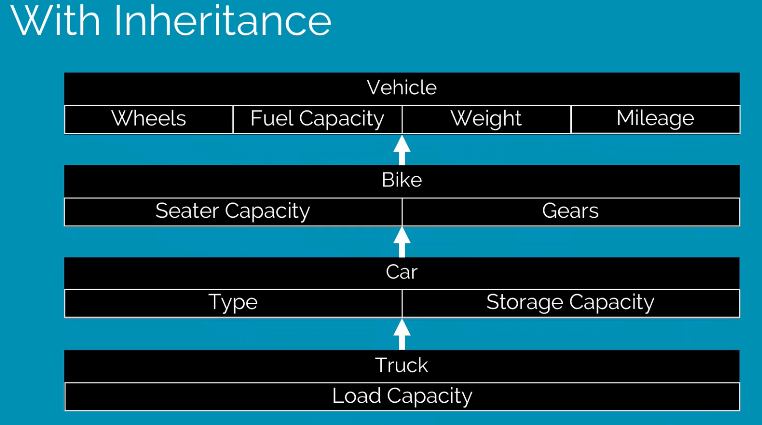 With Inheritance
Vehicle
Wheels Fuel Capacity Weight Mileage
Bike
Seater Capacity Gears
Car
Type Storage Capacity
Truck
Load Capacity